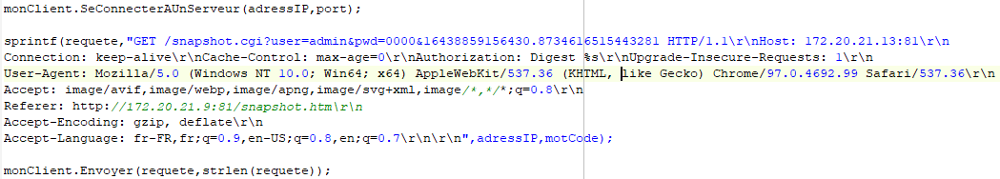 monClient.SeConnecterAUnServeur(adressIP,port);
sprintf(requete,"GET /snapshot.cgi?user=admin&pwd=0000&16438859156430.8734616515443281 HTTP/1.1\r\nHost: 172.20.21.13:81\r\n
Connection: keep-alive\r\nCache-Control: max-age=0\r\nAuthorization: Digest %s\r\nUpgrade-Insecure-Requests: 1\r\n
User-Agent: Mozilla/5.0 (Windows NT 10.0; Win64; x64) AppleWebKit/537.36 (KHTML, like Gecko) Chrome/97.0.4692.99 Safari/537.36\r\n
Accept: image/avif,image/webp,image/apng,image/svg+xml,image/*,*/*;q=0.8\r\n
Referer: http://172.20.21.9:81/snapshot.htm\r\n
Accept-Encoding: gzip, deflate\r\n
Accept-Language: fr-FR,fr;q=0.9,en-US;q=0.8,en;q=0.7\r\n\r\n",adressIP,motCode);
monClient.Envoyer(requete,strlen(requete));